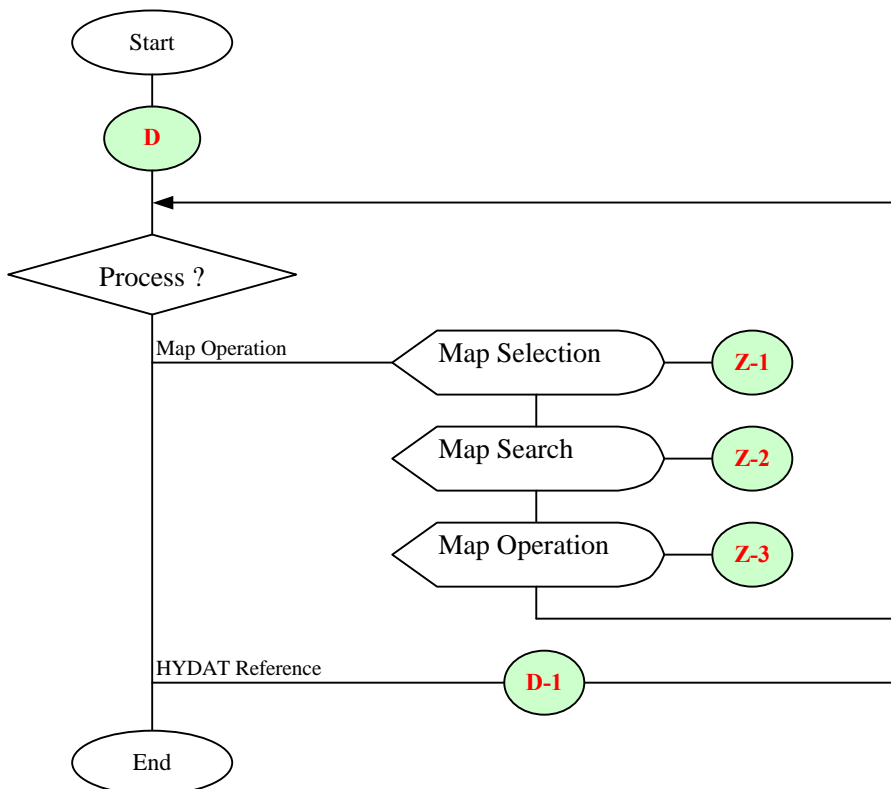 Start
D
Process ?
Map Operation
Map Selection
Z-1
Map Search
Z-2
Map Operation
Z-3
HYDAT Reference
D-1
End